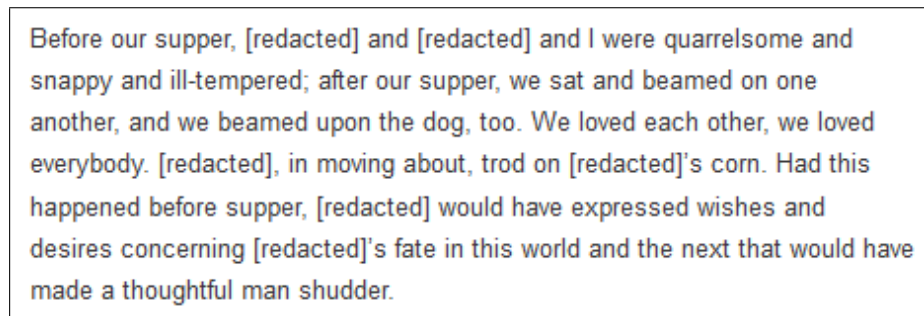 Before our supper, [redacted] and [redacted] and I were quarrelsome and
snappy and ill-tempered; after our supper, we sat and beamed on one
another, and we beamed upon the dog, too. We loved each other, we loved
everybody. [redacted], in moving about, trod on [redacted]'s corn. Had this
happened before supper, [redacted] would have expressed wishes and
desires concerning [redacted]'s fate in this world and the next that would have
made a thoughtful man shudder.